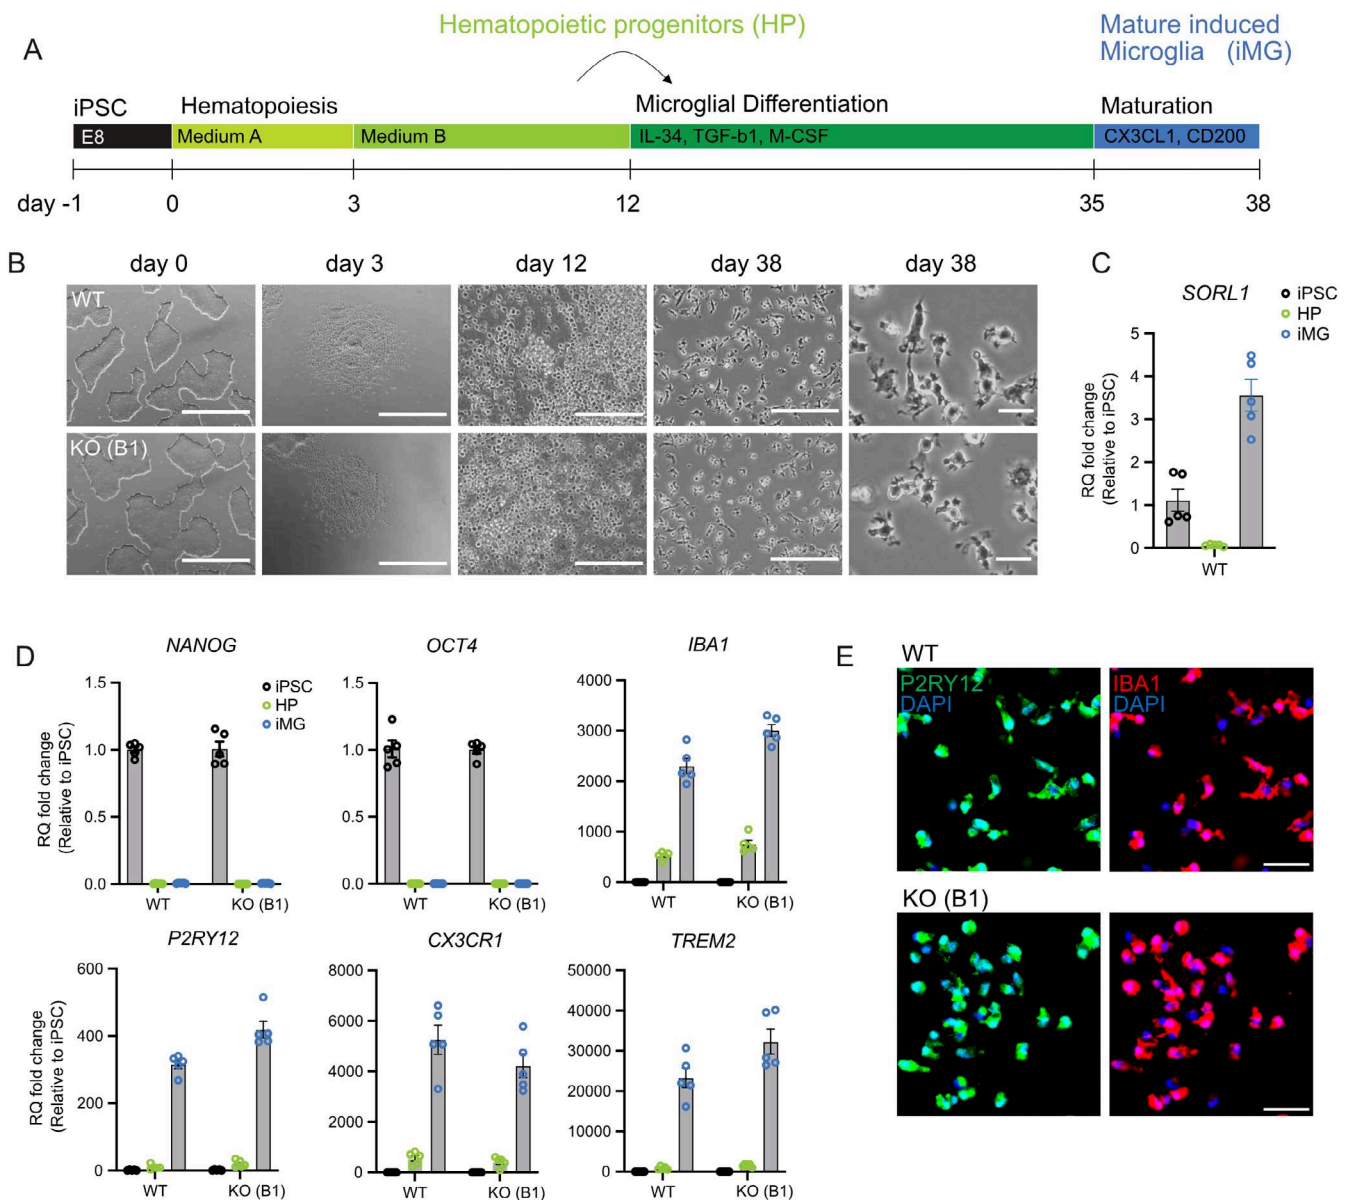 A
Hematopoietic progenitors (HP)
Mature induced
Microglia (iMG)
iPSC
Hematopoiesis
Microglial Differentiation
Maturation
E8
Medium A
Medium B
IL-34, TGF-b1, M-CSF
CX3CL1, CD200
day -1
0
3
12
35
38
B
day 0
day 3
day 12
day 38
day 38
WT
KO (B1)
C
SORL1
iPSC
HP
iMG
RQ fold change
(Relative to iPSC)
5
4
3
2
1
0
WT
D
NANOG
iPSC
HP
iMG
RQ fold change
(Relative to iPSC)
1.5
1.0
0.5
0.0
WT
KO (B1)
OCT4
1.5
1.0
0.5
0.0
WT
KO (B1)
IBA1
4000
3000
2000
1000
0
WT
KO (B1)
P2RY12
RQ fold change
(Relative to iPSC)
600
400
200
0
WT
KO (B1)
CX3CR1
8000
6000
4000
2000
0
WT
KO (B1)
TREM2
50000
40000
30000
20000
10000
0
WT
KO (B1)
E
WT
P2RY12
DAPI
IBA1
DAPI
KO (B1)